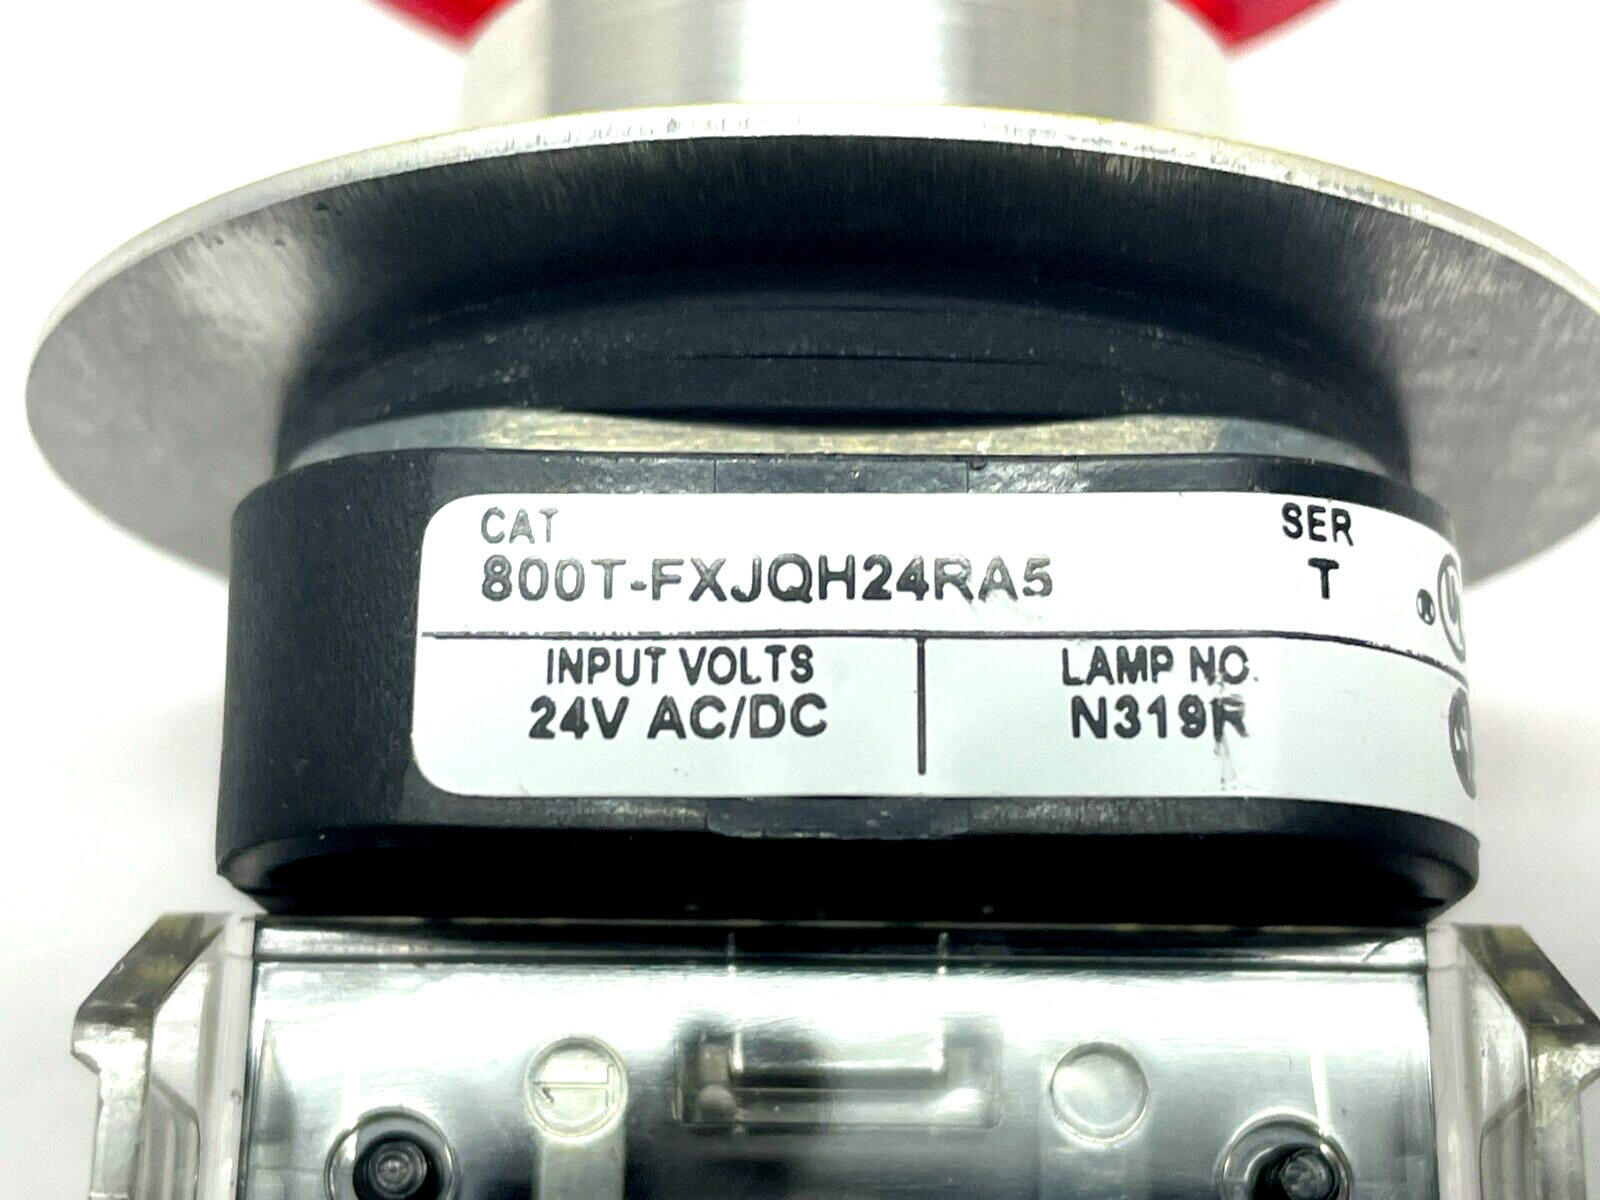 CAT SER
800T-FXJQH24RA5 T
INPUT VOLTS LAMP NO.
24V AC/DC N319R